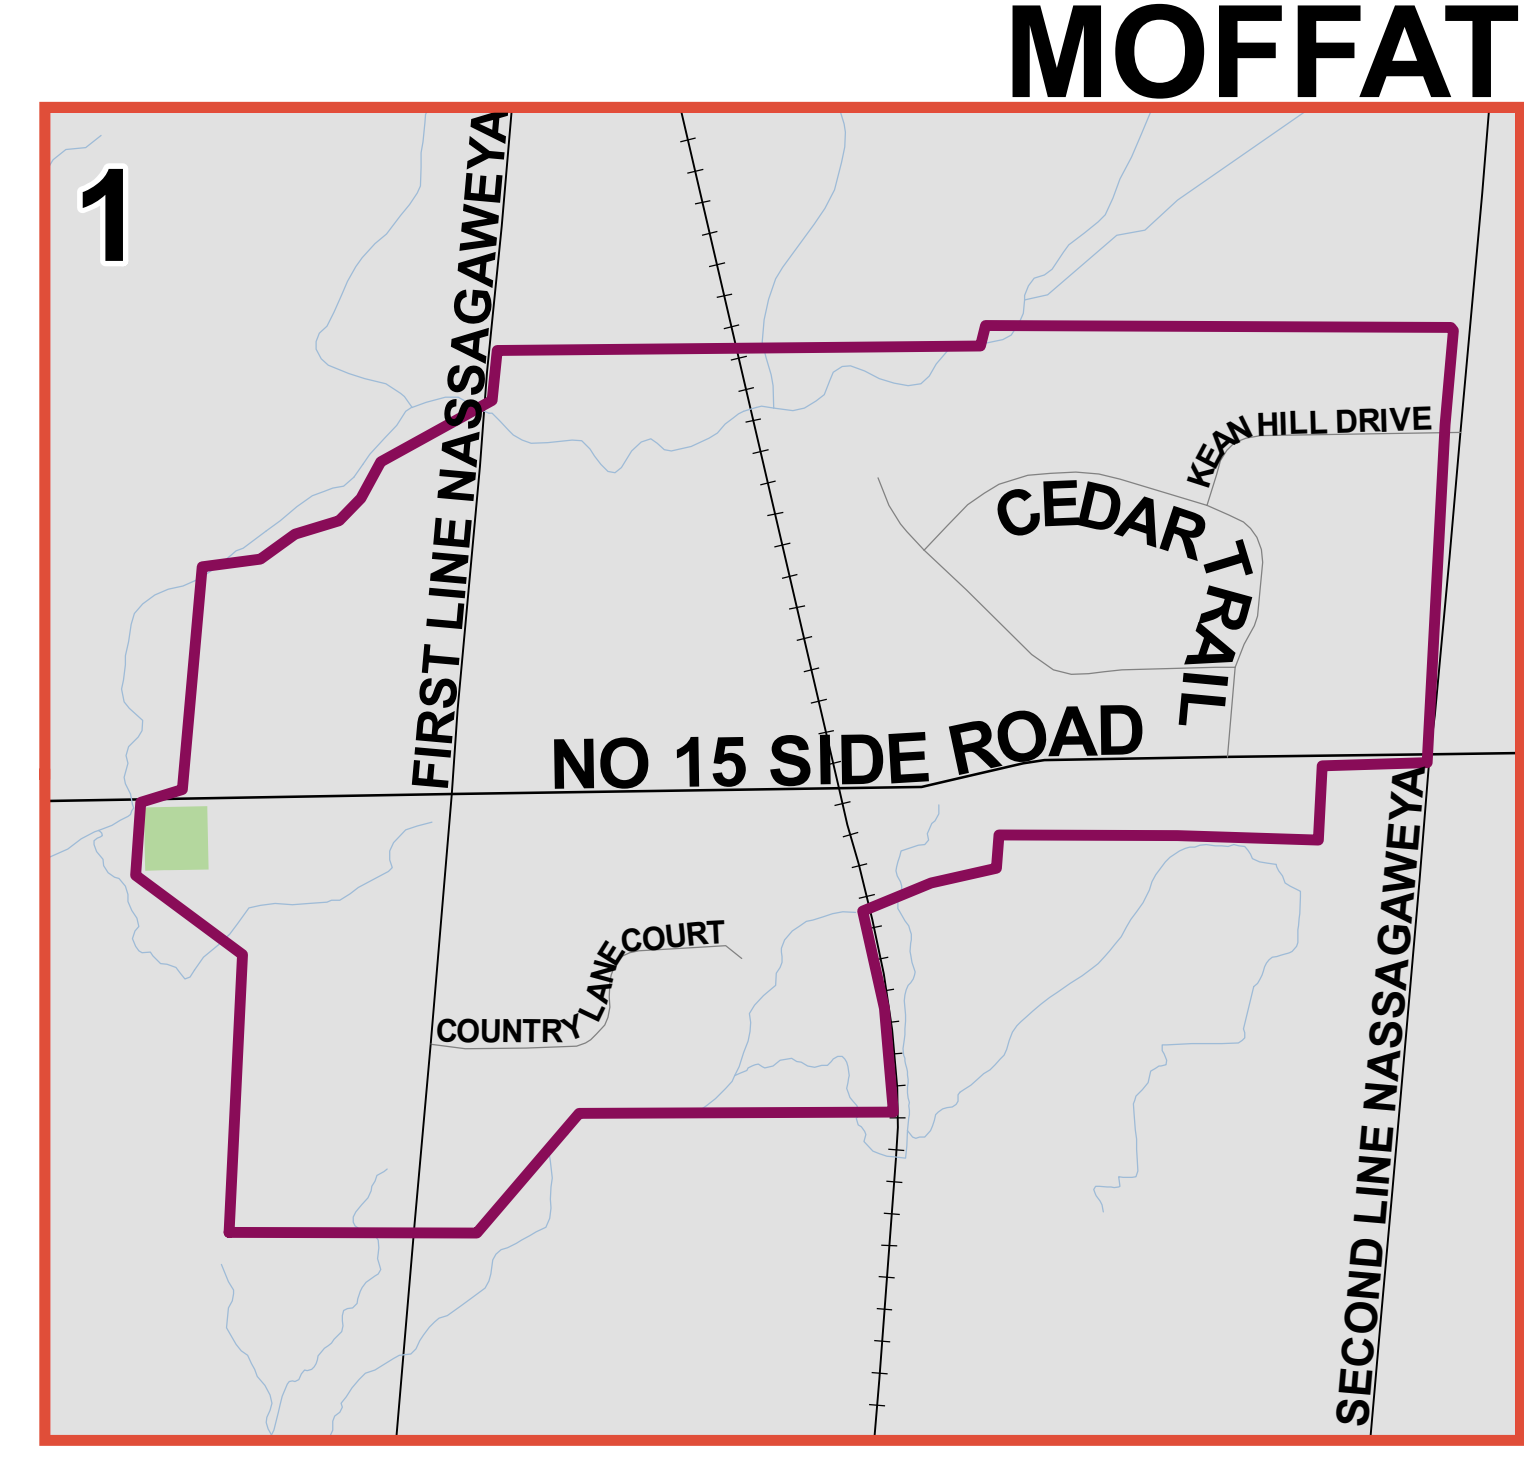 MOFFAT
1
FIRST LINE NASSAGAWEYA
KEAN HILL DRIVE
CEDAR TRAIL
NO 15 SIDE ROAD
COUNTRY LANE COURT
SECOND LINE NASSAGAWEYA